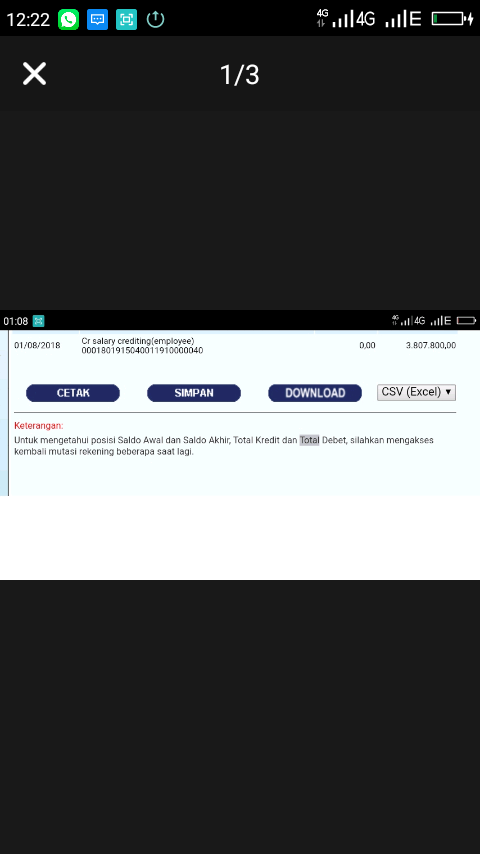 12:22
4G 4G E
1/3
01:08
4G 4G E
01/08/2018 Cr salary crediting(employee) 0,00 3.807.800,00
0001801915040011910000040
CETAK SIMPAN DOWNLOAD CSV (Excel)
Keterangan:
Untuk mengetahui posisi Saldo Awal dan Saldo Akhir, Total Kredit dan Total Debet, silahkan mengakses
kembali mutasi rekening beberapa saat lagi.